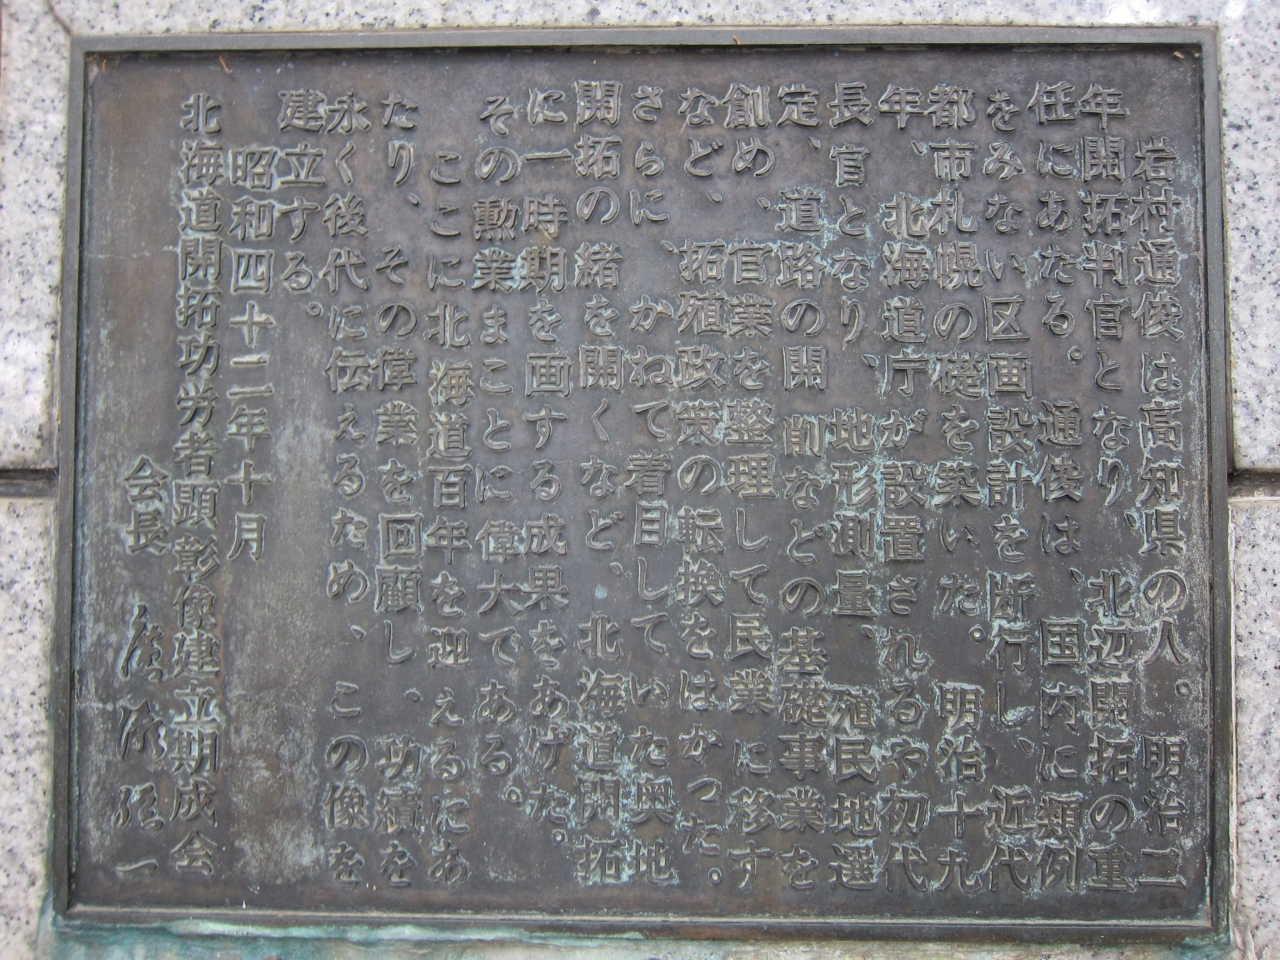 岩村通俊は高知県の人。明治二
年開拓判官となり、北辺開拓の重
任にあたる。通俊は、国内に類例
をみない区画設計を断行し、近代
都市札幌の礎を築いた。明治十九
年、北海道庁が設置されるや初代
長官となり、地形測量、殖民地選
定、道路の開削などの基礎事業を
創め、官業を整理して民業に移す
など、拓殖政策の転換をはかった。
さらに、かねて着目していた奥地
開拓の緒を開くなど、北海道開拓
に一時期を画する成果をあげた。
その勲業まことに偉大である。
ここに北海道百年を迎えるにあ
たり、その偉業を回顧し、功績を
永く後代に伝えるため、この像を
建立する。
昭和四十二年十月
北海道開拓功労者顕彰像建立期成会
会長 広瀬経一